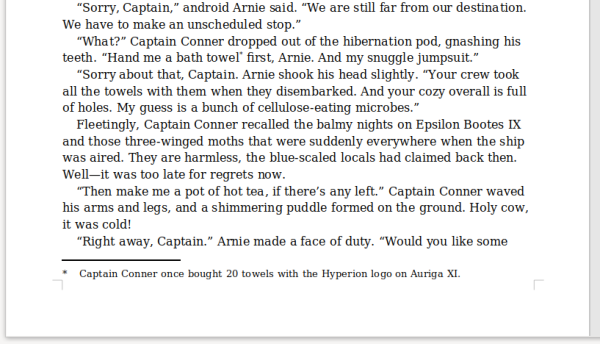 “Sorry, Captain,” android Arnie said. “We are still far from our destination.
We have to make an unscheduled stop.”
“What?” Captain Conner dropped out of the hibernation pod, gnashing his
teeth. “Hand me a bath towel* first, Arnie. And my snuggle jumpsuit.”
“Sorry about that, Captain. Arnie shook his head slightly. “Your crew took
all the towels with them when they disembarked. And your cozy overall is full
of holes. My guess is a bunch of cellulose-eating microbes.”
Fleetingly, Captain Conner recalled the balmy nights on Epsilon Bootes IX
and those three-winged moths that were suddenly everywhere when the ship
was aired. They are harmless, the blue-scaled locals had claimed back then.
Well—it was too late for regrets now.
“Then make me a pot of hot tea, if there’s any left.” Captain Conner waved
his arms and legs, and a shimmering puddle formed on the ground. Holy cow,
it was cold!
“Right away, Captain.” Arnie made a face of duty. “Would you like some
* Captain Conner once bought 20 towels with the Hyperion logo on Auriga XI.